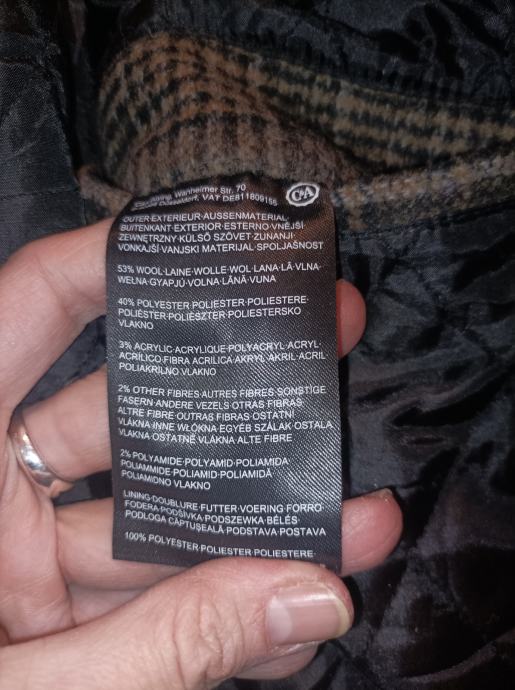 Wanheimer Str. 70
Düsseldorf, VAT DE811809155
C&A
OUTER·EXTERIEUR·AUSSENMATERIAL·
BUITENKANT·EXTERIOR·ESTERNO·VNĚJŠÍ·
ZEWNĘTRZNY·KÜLSŐ SZÖVET·ZUNANJI·
VONKAJŠÍ·VANJSKI MATERIJAL·SPOLJAŠNOST
53% WOOL·LAINE·WOLLE·WOL·LANA·LÃ·VLNA·
WEŁNA·GYAPJÚ·VOLNA·LÂNĂ·VUNA
40% POLYESTER·POLIESTER·POLIESTERE·
POLIÉSTER·POLIÉSZTER·POLIESTERSKO
VLAKNO
3% ACRYLIC·ACRYLIQUE·POLYACRYL·ACRYL·
ACRÍLICO·FIBRA ACRILICA·AKRYL·AKRIL·ACRIL·
POLIAKRILNO VLAKNO
2% OTHER FIBRES·AUTRES FIBRES·SONSTIGE
FASERN·ANDERE VEZELS·OTRAS FIBRAS·
ALTRE FIBRE·OUTRAS FIBRAS·OSTATNÍ
VLÁKNA·INNE WŁÓKNA·EGYÉB SZÁLAK·OSTALA
VLAKNA·OSTATNÉ VLÁKNA·ALTE FIBRE
2% POLYAMIDE·POLYAMID·POLIAMIDA·
POLIAMMIDE·POLIAMID·POLIAMIDĂ·
POLIAMIDNO VLAKNO
LINING·DOUBLURE·FUTTER·VOERING·FORRO·
FODERA·PODŠÍVKA·PODSZEWKA·BÉLÉS·
PODLOGA·CĂPTUŞEALĂ·PODSTAVA·POSTAVA
100% POLYESTER·POLIESTER·POLIESTERE·